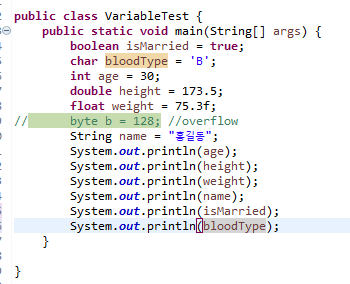 public class VariableTest {
    public static void main(String[] args) {
        boolean isMarried = true;
        char bloodType = 'B';
        int age = 30;
        double height = 173.5;
        float weight = 75.3f;
//      byte b = 128; //overflow
        String name = "홍길동";
        System.out.println(age);
        System.out.println(height);
        System.out.println(weight);
        System.out.println(name);
        System.out.println(isMarried);
        System.out.println(bloodType);
    }
}